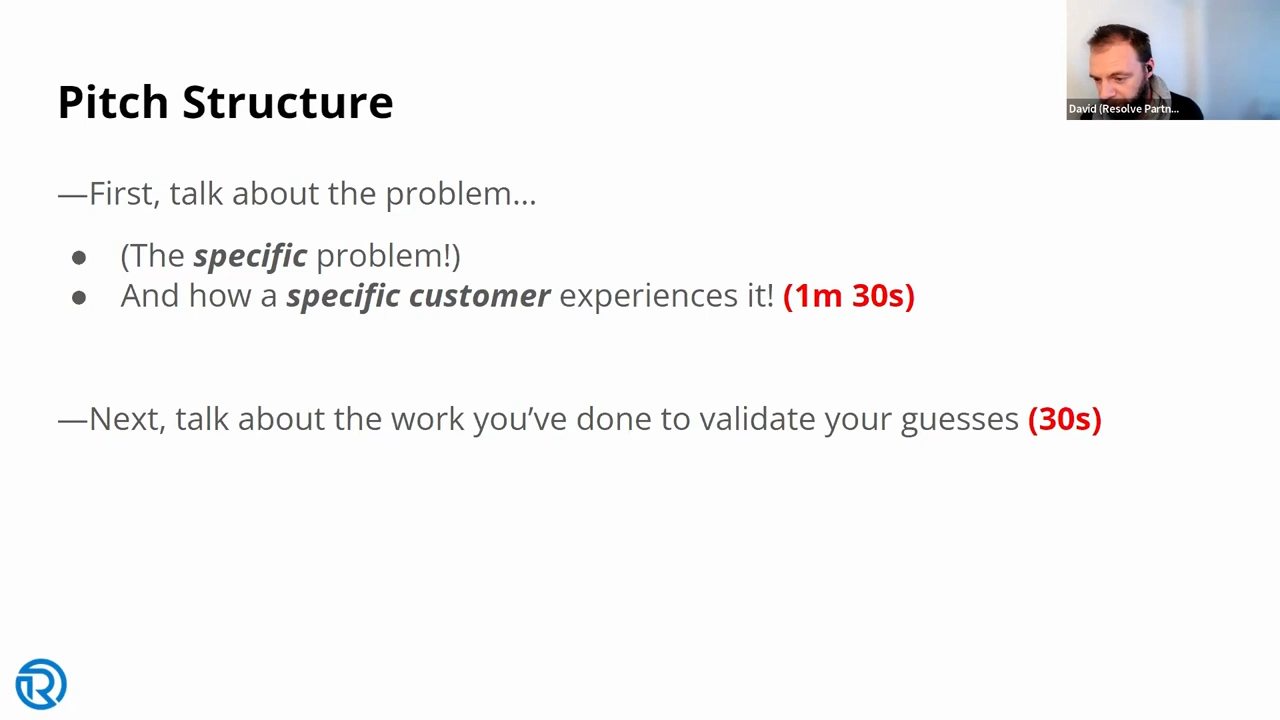 Pitch Structure
David (Resolve Partn...
—First, talk about the problem...
● (The specific problem!)
● And how a specific customer experiences it! (1m 30s)
—Next, talk about the work you’ve done to validate your guesses (30s)
R